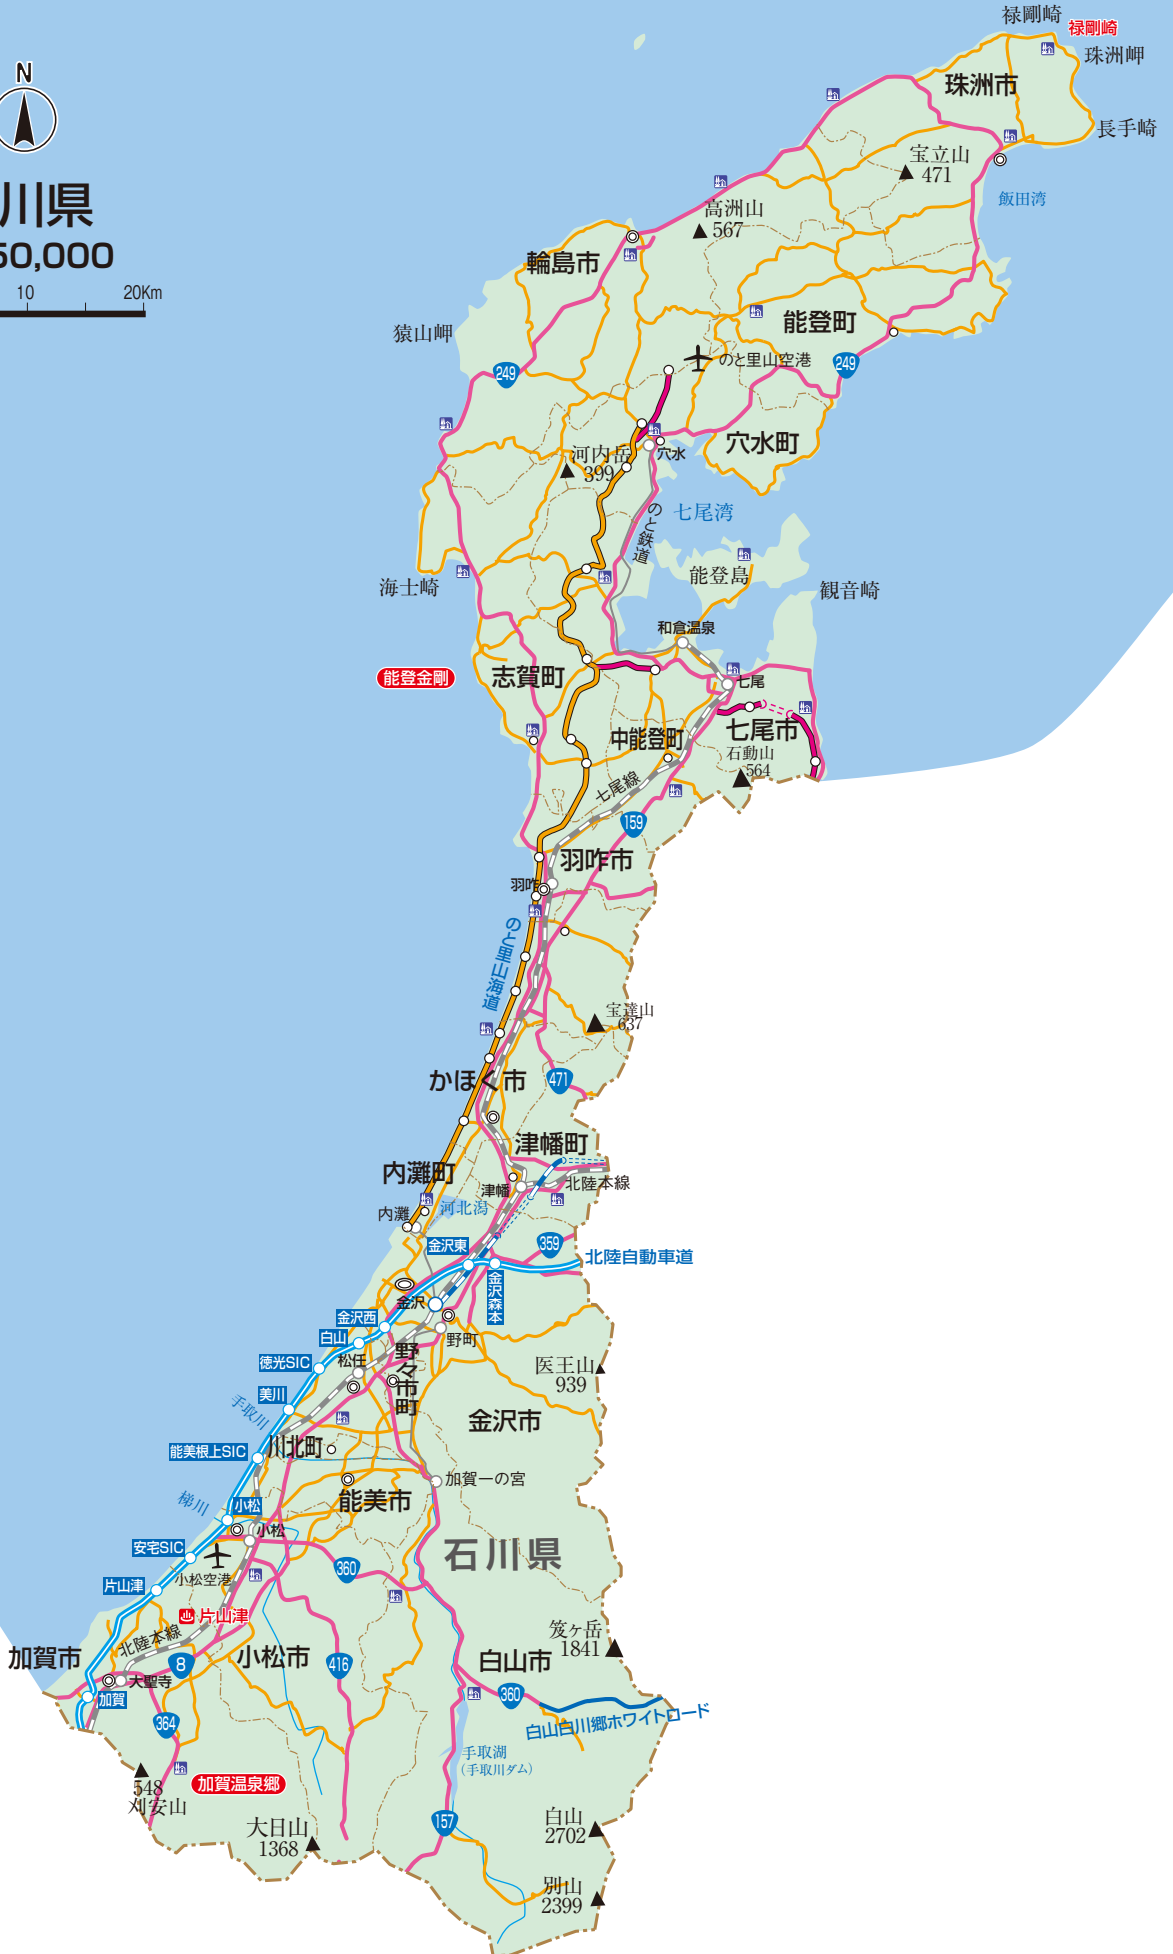 禄剛崎
禄剛崎
珠洲岬
珠洲市
長手崎
宝立山
471
飯田湾
N
川県
50,000
10
20Km
高洲山
567
輪島市
能登町
猿山岬
のと里山空港
249
249
穴水町
河内岳
399
穴水
七尾湾
のと鉄道
能登島
海士崎
観音崎
和倉温泉
能登金剛
志賀町
七尾
七尾市
中能登町
石動山
564
七尾線
159
羽咋市
羽咋
のと里山海道
宝達山
637
かほく市
471
津幡町
内灘町
津幡
北陸本線
内灘
河北潟
金沢東
359
北陸自動車道
金沢森本
金沢
金沢西
白山
野町
徳光SIC
松任
野々市町
医王山
939
美川
手取川
金沢市
能美根上SIC
川北町
加賀一の宮
梯川
小松
能美市
小松
安宅SIC
石川県
小松空港
360
片山津
片山津
笈ヶ岳
1841
北陸本線
加賀市
8
小松市
416
白山市
大聖寺
加賀
360
364
白山白川郷ホワイトロード
手取湖
(手取川ダム)
548
刈安山
加賀温泉郷
大日山
1368
157
白山
2702
別山
2399